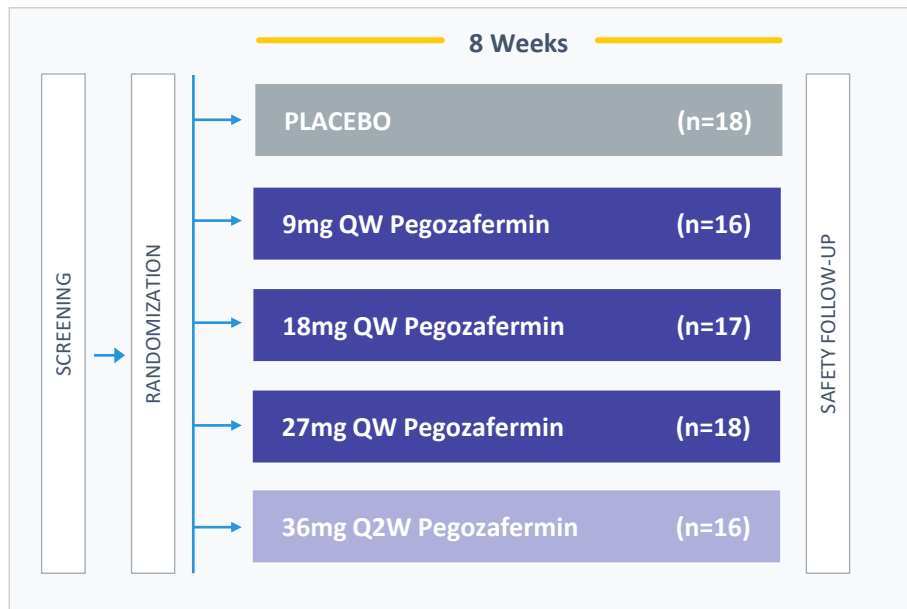 8 Weeks
SCREENING
RANDOMIZATION
PLACEBO (n=18)
9mg QW Pegozafermin (n=16)
18mg QW Pegozafermin (n=17)
27mg QW Pegozafermin (n=18)
36mg Q2W Pegozafermin (n=16)
SAFETY FOLLOW-UP